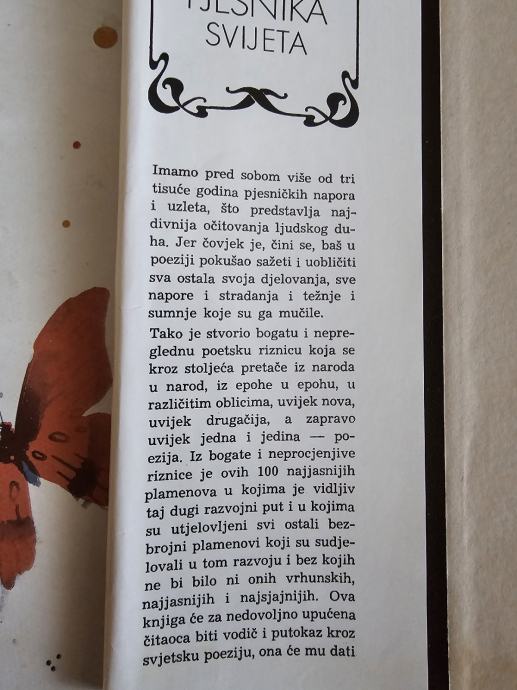 PJESNIKA
SVIJETA
Imamo pred sobom više od tri
tisuće godina pjesničkih napora
i uzleta, što predstavlja naj-
divnija očitovanja ljudskog du-
ha. Jer čovjek je, čini se, baš u
poeziji pokušao sažeti i uobličiti
sva ostala svoja djelovanja, sve
napore i stradanja i težnje i
sumnje koje su ga mučile.
Tako je stvorio bogatu i nepre-
glednu poetsku riznicu koja se
kroz stoljeća pretače iz naroda
u narod, iz epohe u epohu, u
različitim oblicima, uvijek nova,
uvijek drugačija, a zapravo
uvijek jedna i jedina — po-
ezija. Iz bogate i neprocjenjive
riznice je ovih 100 najjasnijih
plamenova u kojima je vidljiv
taj dugi razvojni put i u kojima
su utjelovljeni svi ostali bez-
brojni plamenovi koji su sudje-
lovali u tom razvoju i bez kojih
ne bi bilo ni onih vrhunskih,
najjasnijih i najsjajnijih. Ova
knjiga će za nedovoljno upućena
čitaoca biti vodič i putokaz kroz
svjetsku poeziju, ona će mu dati